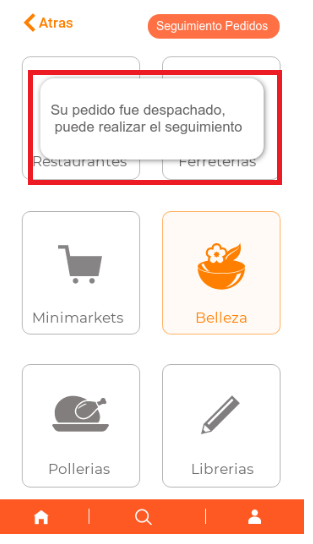 Atras
Seguimiento Pedidos
Su pedido fue despachado,
puede realizar el seguimiento
Restaurantes
Ferreterias
Minimarkets
Belleza
Pollerias
Librerias